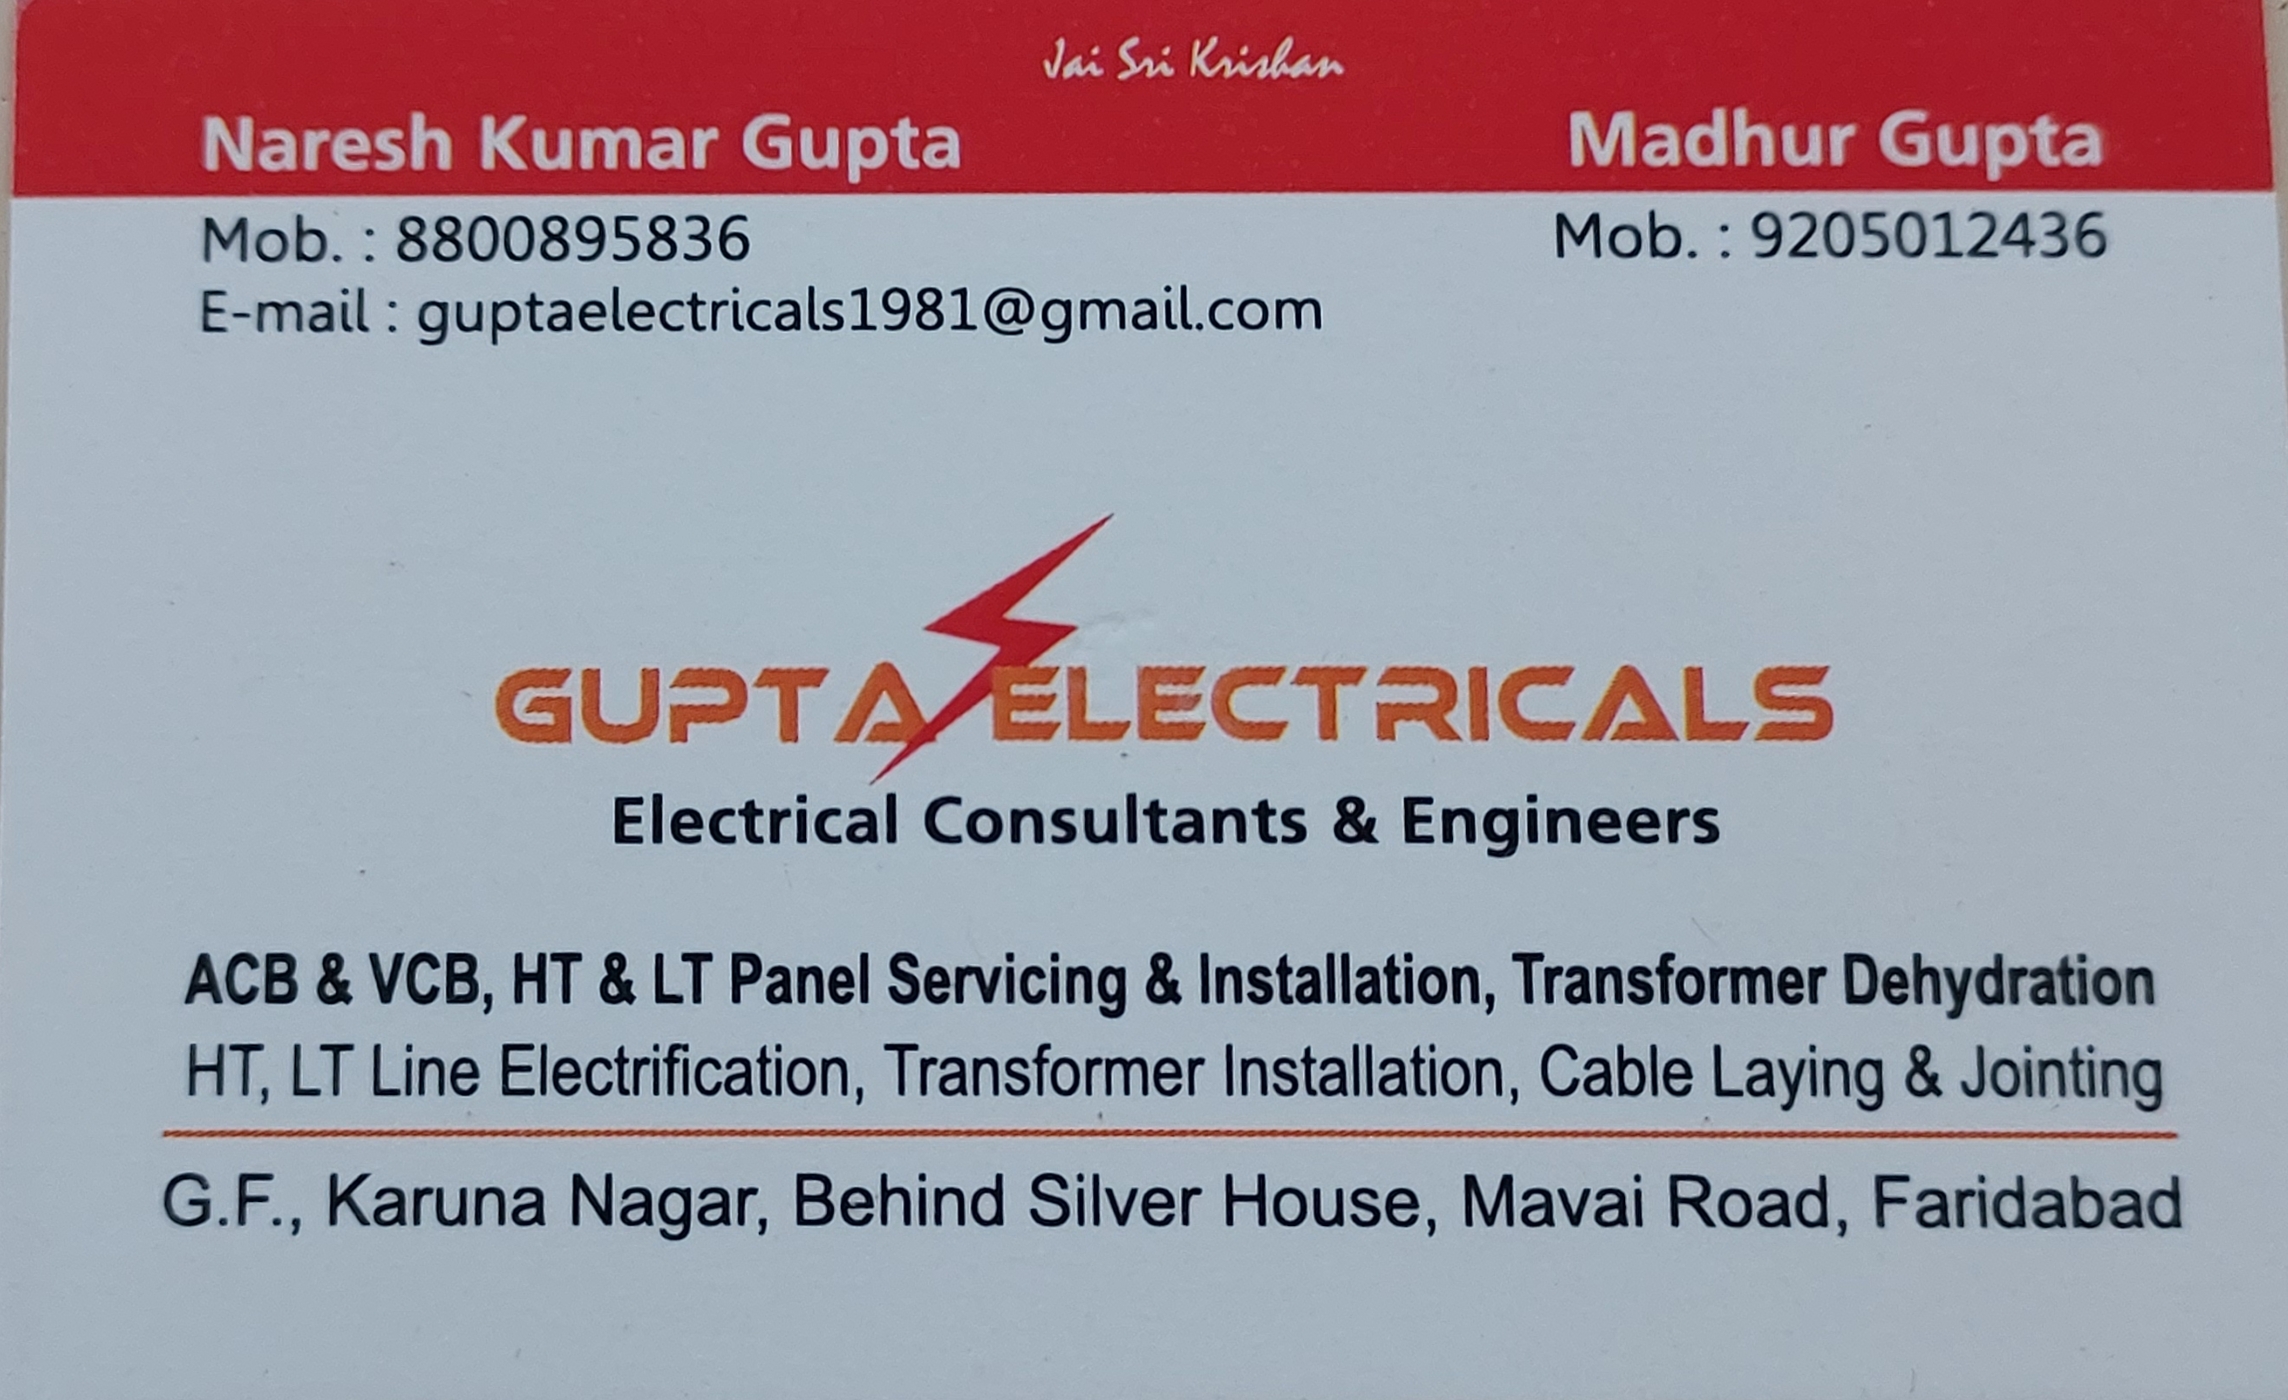 Jai Sri Krishan
Naresh Kumar Gupta
Madhur Gupta
Mob. : 8800895836
Mob. : 9205012436
E-mail : guptaelectricals1981@gmail.com
GUPTA ELECTRICALS
Electrical Consultants & Engineers
ACB & VCB, HT & LT Panel Servicing & Installation, Transformer Dehydration
HT, LT Line Electrification, Transformer Installation, Cable Laying & Jointing
G.F., Karuna Nagar, Behind Silver House, Mavai Road, Faridabad